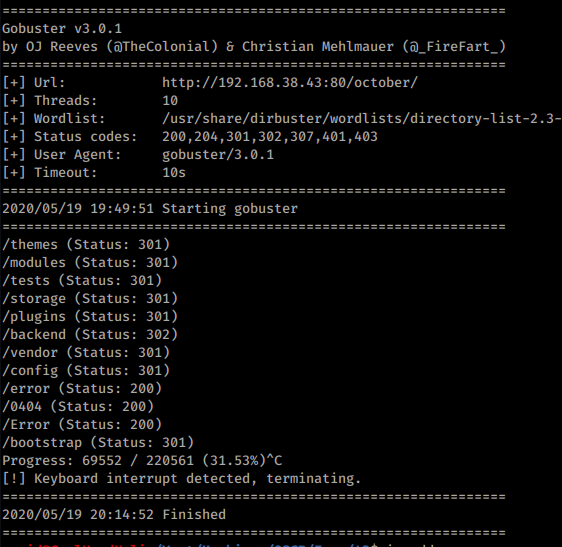 ===============================================================
Gobuster v3.0.1
by OJ Reeves (@TheColonial) & Christian Mehlmauer (@_FireFart_)
===============================================================
[+] Url:            http://192.168.38.43:80/october/
[+] Threads:        10
[+] Wordlist:       /usr/share/dirbuster/wordlists/directory-list-2.3-
[+] Status codes:   200,204,301,302,307,401,403
[+] User Agent:     gobuster/3.0.1
[+] Timeout:        10s
===============================================================
2020/05/19 19:49:51 Starting gobuster
===============================================================
/themes (Status: 301)
/modules (Status: 301)
/tests (Status: 301)
/storage (Status: 301)
/plugins (Status: 301)
/backend (Status: 302)
/vendor (Status: 301)
/config (Status: 301)
/error (Status: 200)
/0404 (Status: 200)
/Error (Status: 200)
/bootstrap (Status: 301)
Progress: 69552 / 220561 (31.53%)^C
[!] Keyboard interrupt detected, terminating.
===============================================================
2020/05/19 20:14:52 Finished
===============================================================